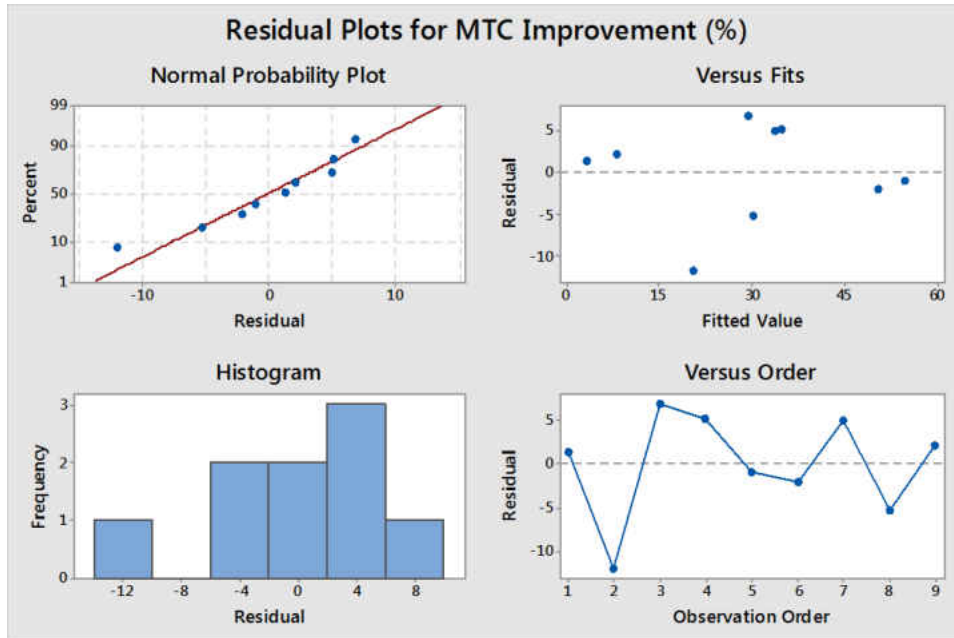 Residual Plots for MTC Improvement (%)
Normal Probability Plot
99
90
50
10
1
Percent
-10 0 10
Residual
Versus Fits
5
0
-5
-10
Residual
0 15 30 45 60
Fitted Value
Histogram
3
2
1
0
Frequency
-12 -8 -4 0 4 8
Residual
Versus Order
5
0
-5
-10
Residual
1 2 3 4 5 6 7 8 9
Observation Order